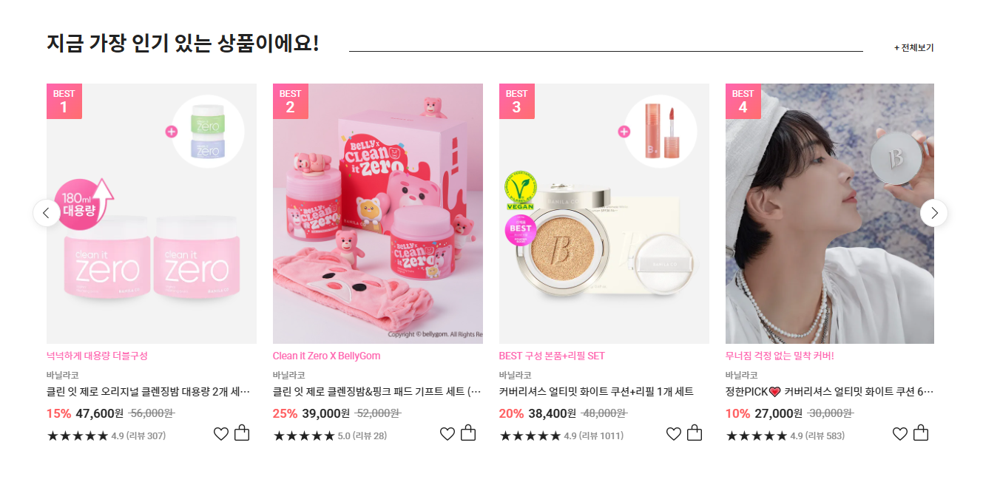 지금 가장 인기 있는 상품이에요!
+ 전체보기
BEST
1
zero
zero
180ml
대용량
clean it
zero
BANILA CO
clean it
zero
BANILA CO
넉넉하게 대용량 더블구성
바닐라코
클린 잇 제로 오리지널 클렌징밤 대용량 2개 세…
15% 47,600원 56,000원
★★★★★ 4.9 (리뷰 307)
BEST
2
BELLY x
CLEAN
it
zero
BELLY x
CLEAN it
zero
BANILA CO
BELLY x
CLEAN it
zero
Copyright © bellygom. All Rights Re
Clean it Zero X BellyGom
바닐라코
클린 잇 제로 클렌징밤&핑크 패드 기프트 세트 (…
25% 39,000원 52,000원
★★★★★ 5.0 (리뷰 28)
BEST
3
B.
VEGAN
BEST
BANILA CO
B
BANILA CO
BEST 구성 본품+리필 SET
바닐라코
커버리셔스 얼티밋 화이트 쿠션+리필 1개 세트
20% 38,400원 48,000원
★★★★★ 4.9 (리뷰 1011)
BEST
4
B
무너짐 걱정 없는 밀착 커버!
바닐라코
정한PICK💗 커버리셔스 얼티밋 화이트 쿠션 6…
10% 27,000원 30,000원
★★★★★ 4.9 (리뷰 583)